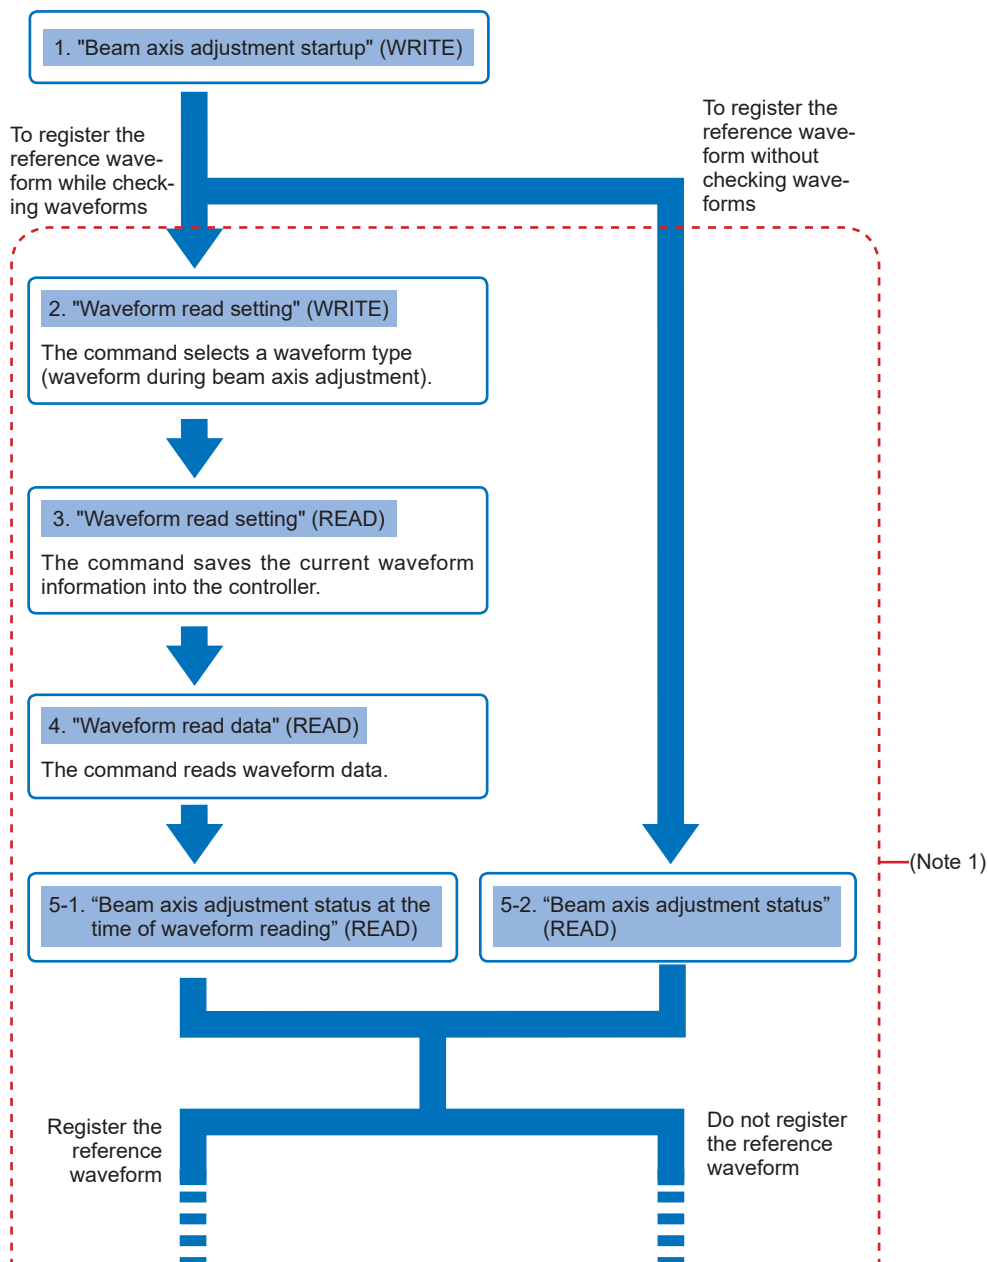 1. "Beam axis adjustment startup" (WRITE)
To register the
reference wave-
form while check-
ing waveforms
To register the
reference wave-
form without
checking wave-
forms
2. "Waveform read setting" (WRITE)
The command selects a waveform type
(waveform during beam axis adjustment).
3. "Waveform read setting" (READ)
The command saves the current waveform
information into the controller.
4. "Waveform read data" (READ)
The command reads waveform data.
(Note 1)
5-1. “Beam axis adjustment status at the
time of waveform reading” (READ)
5-2. “Beam axis adjustment status”
(READ)
Register the
reference
waveform
Do not register
the reference
waveform